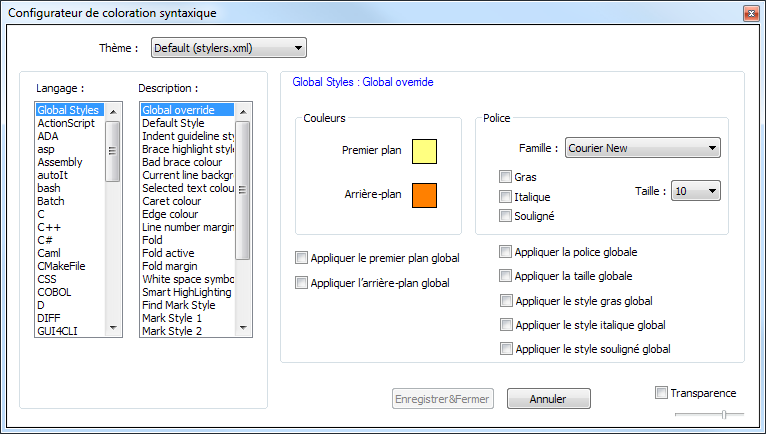 Configurateur de coloration syntaxique
Thème : Default (stylers.xml)
Langage : Description :
Global Styles
ActionScript
ADA
asp
Assembly
autoIt
bash
Batch
C
C++
C#
Caml
CMakeFile
CSS
COBOL
D
DIFF
GUI4CLI
Global override
Default Style
Indent guideline sty
Brace highlight style
Bad brace colour
Current line backgr
Selected text colou
Caret colour
Edge colour
Line number margin
Fold
Fold active
Fold margin
White space symbo
Smart HighLighting
Find Mark Style
Mark Style 1
Mark Style 2
Global Styles : Global override
Couleurs
Premier plan
Arrière-plan
Police
Famille : Courier New
Gras
Italique
Souligné
Taille : 10
Appliquer le premier plan global
Appliquer l'arrière-plan global
Appliquer la police globale
Appliquer la taille globale
Appliquer le style gras global
Appliquer le style italique global
Appliquer le style souligné global
Enregistrer&Fermer
Annuler
Transparence